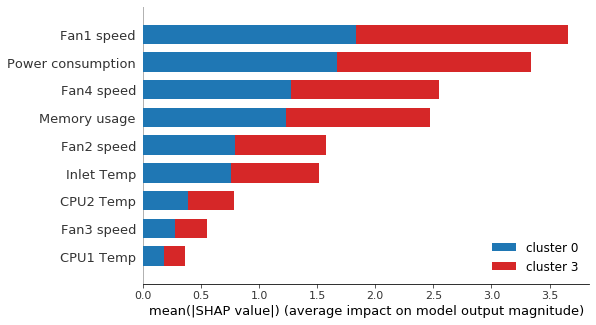 Fan1 speed
Power consumption
Fan4 speed
Memory usage
Fan2 speed
Inlet Temp
CPU2 Temp
Fan3 speed
CPU1 Temp
cluster 0
cluster 3
0.0 0.5 1.0 1.5 2.0 2.5 3.0 3.5
mean(|SHAP value|) (average impact on model output magnitude)